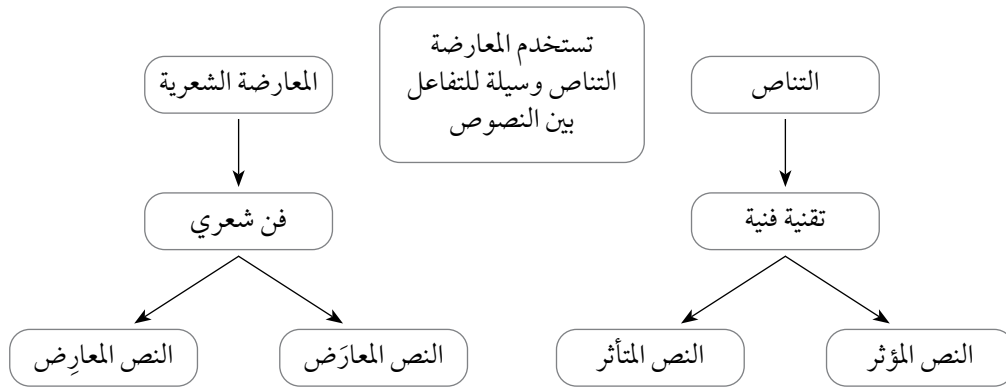 التناص
تستخدم المعارضة
التناص وسيلة للتفاعل
بين النصوص
المعارضة الشعرية
تقنية فنية
فن شعري
النص المؤثر
النص المتأثر
النص المعارَض
النص المعارِض